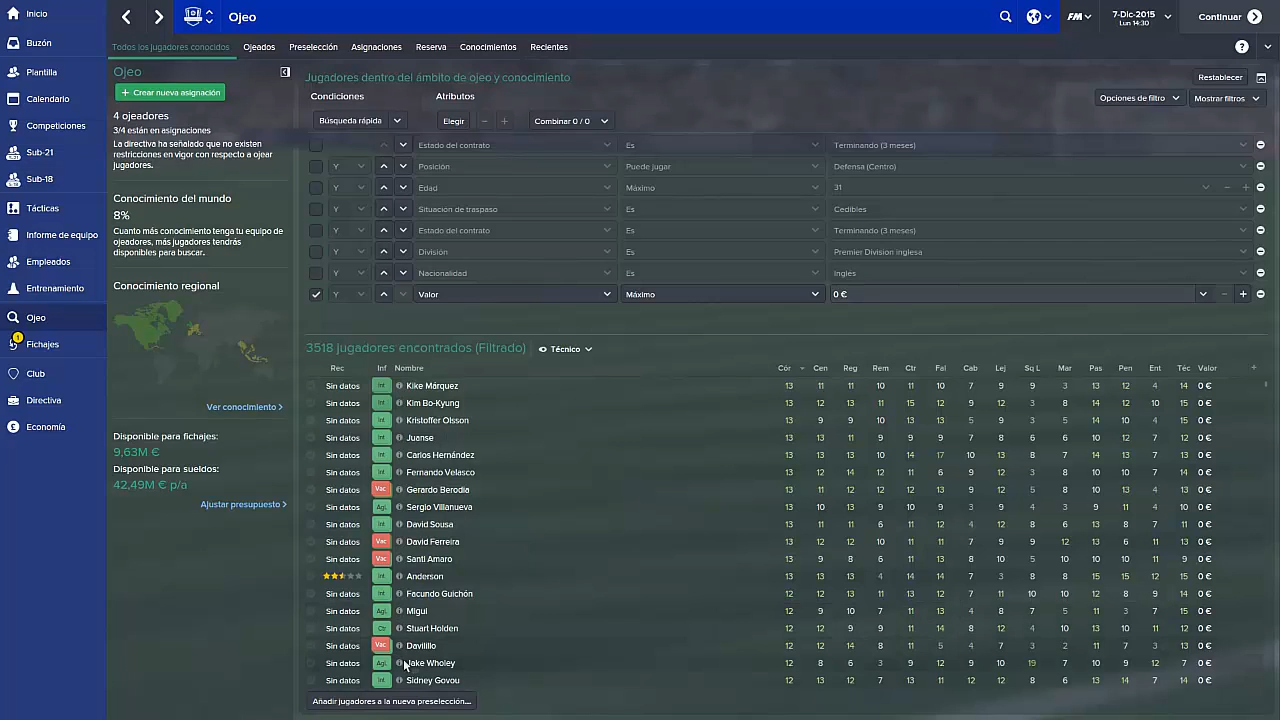 Inicio
Buzón
Plantilla
Calendario
Competiciones
Sub-21
Sub-18
Tácticas
Informe de equipo
Empleados
Entrenamiento
Ojeo
1
Fichajes
Club
Directiva
Economía
Ojeo
FM
7-Dic-2015
Lun 14:30
Continuar
Todos los jugadores conocidos Ojeados Preselección Asignaciones Reserva Conocimientos Recientes ?
Ojeo
+ Crear nueva asignación
4 ojeadores
3/4 están en asignaciones
La directiva ha señalado que no existen
restricciones en vigor con respecto a ojear
jugadores.
Conocimiento del mundo
8%
Cuanto más conocimiento tenga tu equipo de
ojeadores, más jugadores tendrás
disponibles para buscar.
Conocimiento regional
Ver conocimiento >
Disponible para fichajes:
9,63M €
Disponible para sueldos:
42,49M € p/a
Ajustar presupuesto >
Jugadores dentro del ámbito de ojeo y conocimiento
Restablecer
Condiciones Atributos
Opciones de filtro Mostrar filtros
Búsqueda rápida Elegir − + Combinar 0 / 0
Estado del contrato Es Terminando (3 meses)
Y Posición Puede jugar Defensa (Centro)
Y Edad Máximo 31 − +
Y Situación de traspaso Es Cedibles
Y Estado del contrato Es Terminando (3 meses)
Y División Es Premier Division inglesa
Y Nacionalidad Es Inglés
Y Valor Máximo 0 € − +
3518 jugadores encontrados (Filtrado) Técnico
Rec Inf Nombre Cór Cen Reg Rem Ctr Fal Cab Lej Sq L Mar Pas Pen Ent Téc Valor +
Sin datos Int Kike Márquez 13 11 11 10 11 10 7 9 9 3 13 12 4 14 0 €
Sin datos Int Kim Bo-Kyung 13 12 13 11 15 12 9 12 3 8 14 12 10 15 0 €
Sin datos Int Kristoffer Olsson 13 9 9 10 13 13 5 9 3 5 14 10 4 15 0 €
Sin datos Int Juanse 13 13 11 9 9 9 7 8 6 6 10 12 7 12 0 €
Sin datos Int Carlos Hernández 13 12 13 10 14 17 10 13 8 7 14 13 7 13 0 €
Sin datos Int Fernando Velasco 13 12 14 12 11 6 9 12 3 8 10 10 7 14 0 €
Sin datos Vac Gerardo Berodia 13 11 12 12 12 13 9 12 5 8 10 13 4 13 0 €
Sin datos Agl Sergio Villanueva 13 10 13 9 10 9 3 9 4 3 9 11 4 10 0 €
Sin datos Int David Sousa 13 11 11 6 11 12 4 12 8 6 13 8 7 11 0 €
Sin datos Vac David Ferreira 13 12 12 10 11 11 7 9 9 12 13 6 11 13 0 €
Sin datos Vac Santi Amaro 13 9 8 6 11 13 8 10 5 10 10 12 11 9 0 €
Int Anderson 13 13 13 4 14 14 7 3 8 8 15 15 12 15 0 €
Sin datos Int Facundo Guichón 12 12 13 11 13 12 7 11 10 10 12 8 9 14 0 €
Sin datos Agl Migui 12 9 10 7 11 13 4 8 7 5 11 3 7 15 0 €
Sin datos Ctr Stuart Holden 12 12 9 9 11 14 8 12 4 10 13 10 11 12 0 €
Sin datos Vac Davilillo 12 12 14 8 11 5 4 7 3 2 11 7 3 13 0 €
Sin datos Agl Jake Wholey 12 8 6 3 9 12 9 10 19 7 10 9 12 7 0 €
Sin datos Int Sidney Govou 12 13 12 7 13 11 12 12 8 6 13 14 7 14 0 €
Añadir jugadores a la nueva preselección...